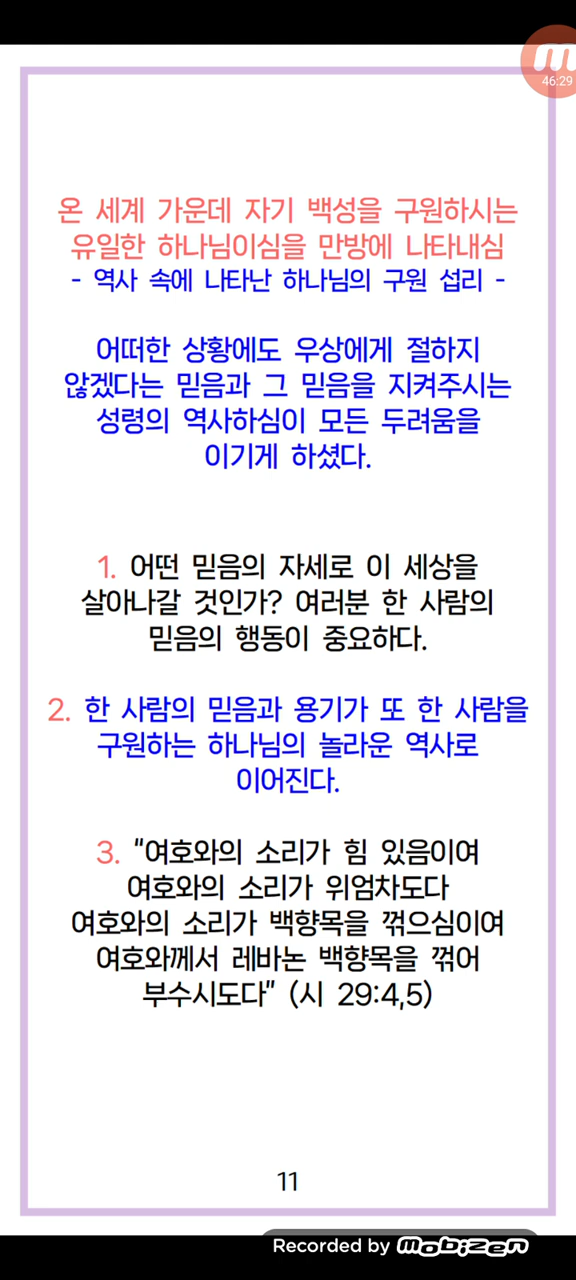 46:29
온 세계 가운데 자기 백성을 구원하시는
유일한 하나님이심을 만방에 나타내심
- 역사 속에 나타난 하나님의 구원 섭리 -
어떠한 상황에도 우상에게 절하지
않겠다는 믿음과 그 믿음을 지켜주시는
성령의 역사하심이 모든 두려움을
이기게 하셨다.
1. 어떤 믿음의 자세로 이 세상을
살아나갈 것인가? 여러분 한 사람의
믿음의 행동이 중요하다.
2. 한 사람의 믿음과 용기가 또 한 사람을
구원하는 하나님의 놀라운 역사로
이어진다.
3. “여호와의 소리가 힘 있음이여
여호와의 소리가 위엄차도다
여호와의 소리가 백향목을 꺾으심이여
여호와께서 레바논 백향목을 꺾어
부수시도다” (시 29:4,5)
11
Recorded by mobizen